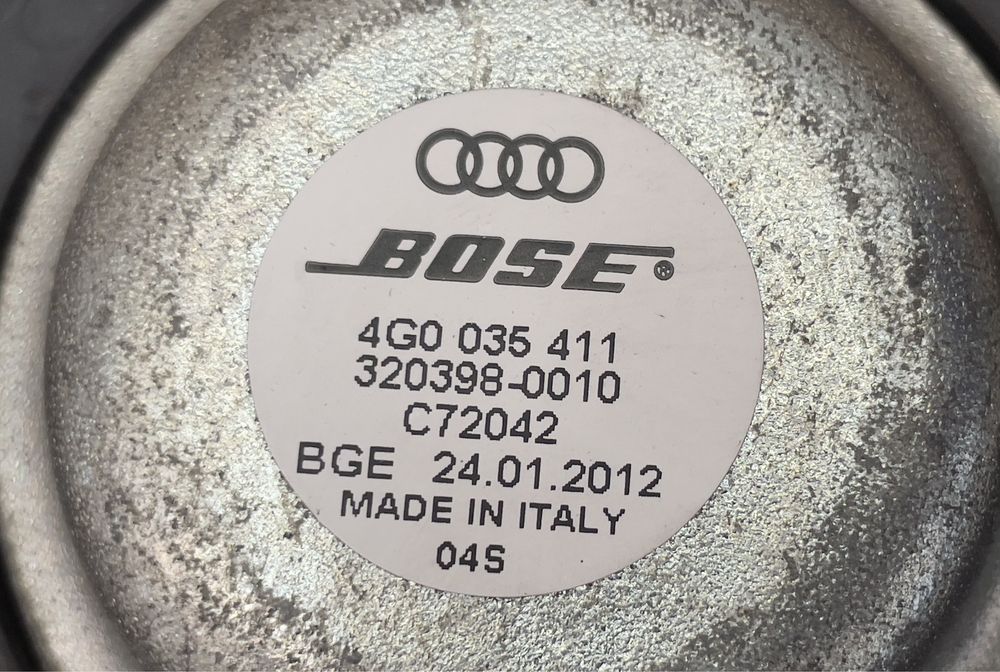 BOSE®
4G0 035 411
320398-0010
C72042
BGE 24.01.2012
MADE IN ITALY
04S